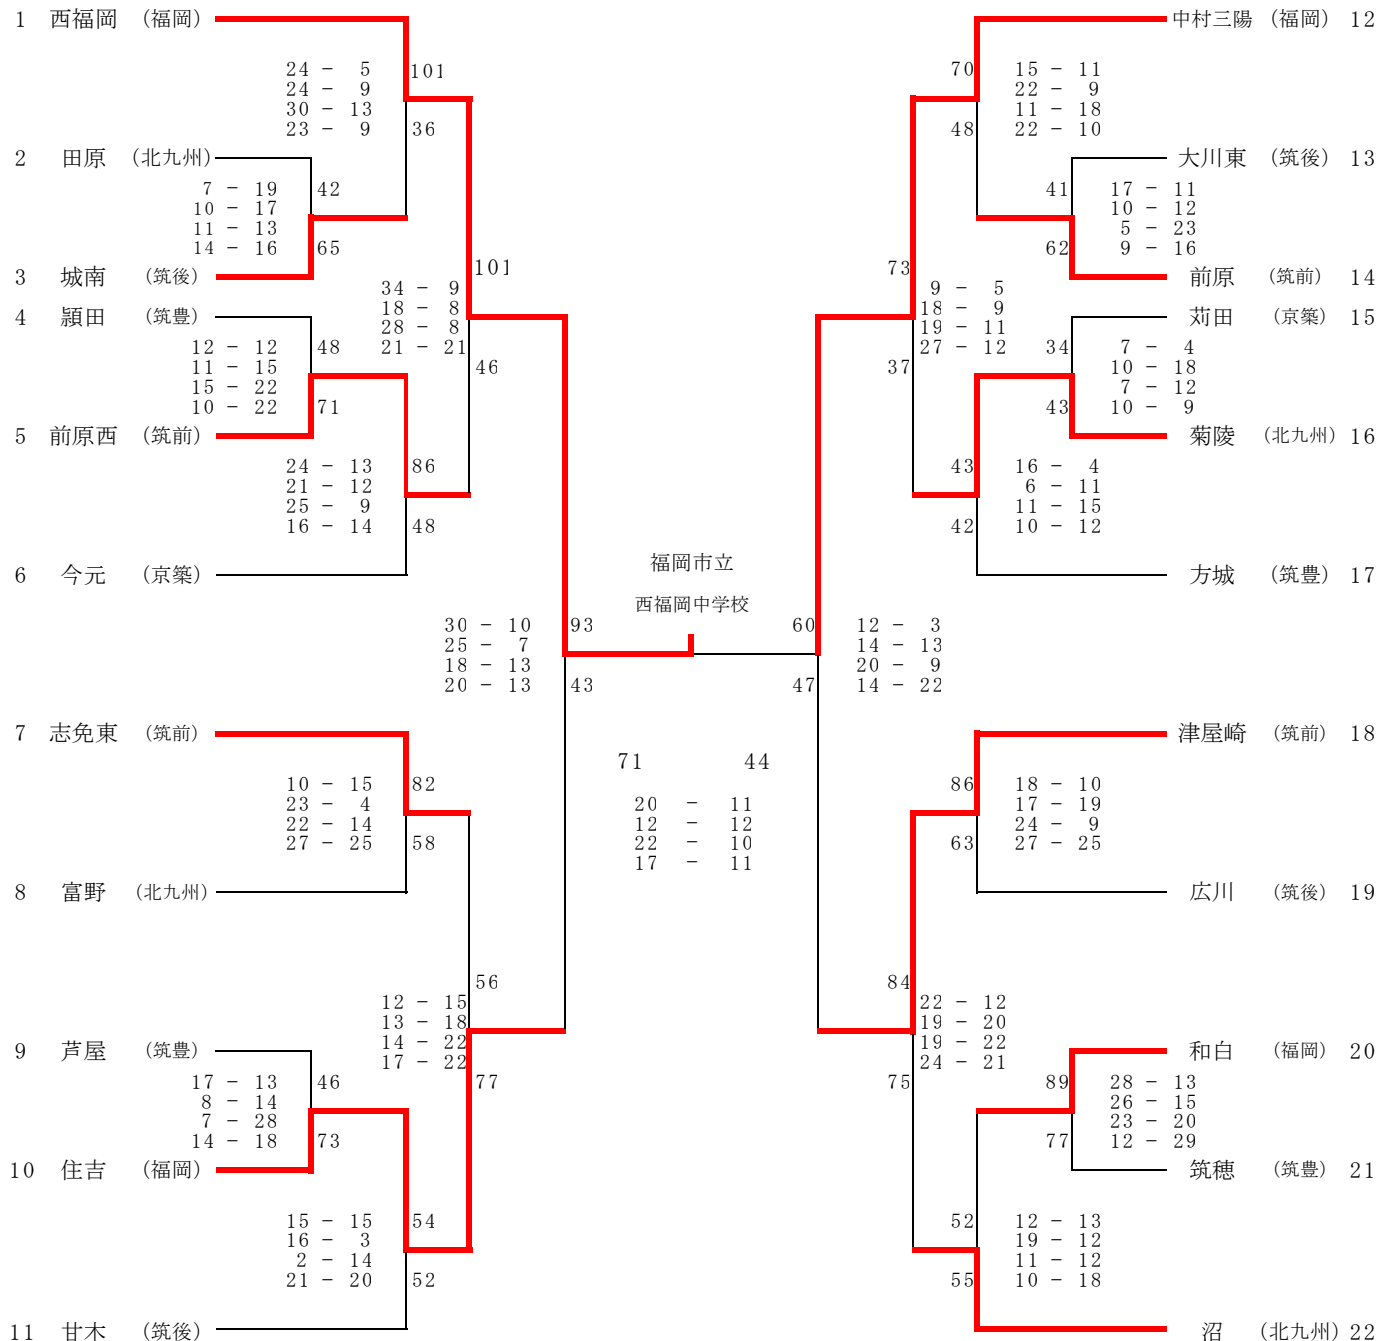 1 西福岡 (福岡)
24 - 5 101
24 - 9
30 - 13
23 - 9 36
2 田原 (北九州)
7 - 19 42
10 - 17
11 - 13
14 - 16 65
3 城南 (筑後)
101
34 - 9
18 - 8
28 - 8
21 - 21
46
4 頴田 (筑豊)
12 - 12 48
11 - 15
15 - 22
10 - 22 71
5 前原西 (筑前)
24 - 13 86
21 - 12
25 - 9
16 - 14 48
6 今元 (京築)
30 - 10 93
25 - 7
18 - 13
20 - 13 43
7 志免東 (筑前)
10 - 15 82
23 - 4
22 - 14
27 - 25 58
8 富野 (北九州)
56
12 - 15
13 - 18
14 - 22
17 - 22
77
9 芦屋 (筑豊)
17 - 13 46
8 - 14
7 - 28
14 - 18 73
10 住吉 (福岡)
15 - 15 54
16 - 3
2 - 14
21 - 20 52
11 甘木 (筑後)
福岡市立
西福岡中学校
71 44
20 - 11
12 - 12
22 - 10
17 - 11
中村三陽 (福岡) 12
70 15 - 11
22 - 9
11 - 18
48 22 - 10
大川東 (筑後) 13
41 17 - 11
10 - 12
5 - 23
62 9 - 16
前原 (筑前) 14
73
9 - 5
18 - 9
19 - 11
27 - 12
37
苅田 (京築) 15
34 7 - 4
10 - 18
7 - 12
43 10 - 9
菊陵 (北九州) 16
43 16 - 4
6 - 11
11 - 15
42 10 - 12
方城 (筑豊) 17
60 12 - 3
14 - 13
20 - 9
47 14 - 22
津屋崎 (筑前) 18
86 18 - 10
17 - 19
24 - 9
63 27 - 25
広川 (筑後) 19
84
22 - 12
19 - 20
19 - 22
24 - 21
75
和白 (福岡) 20
89 28 - 13
26 - 15
23 - 20
77 12 - 29
筑穂 (筑豊) 21
52 12 - 13
19 - 12
11 - 12
55 10 - 18
沼 (北九州) 22